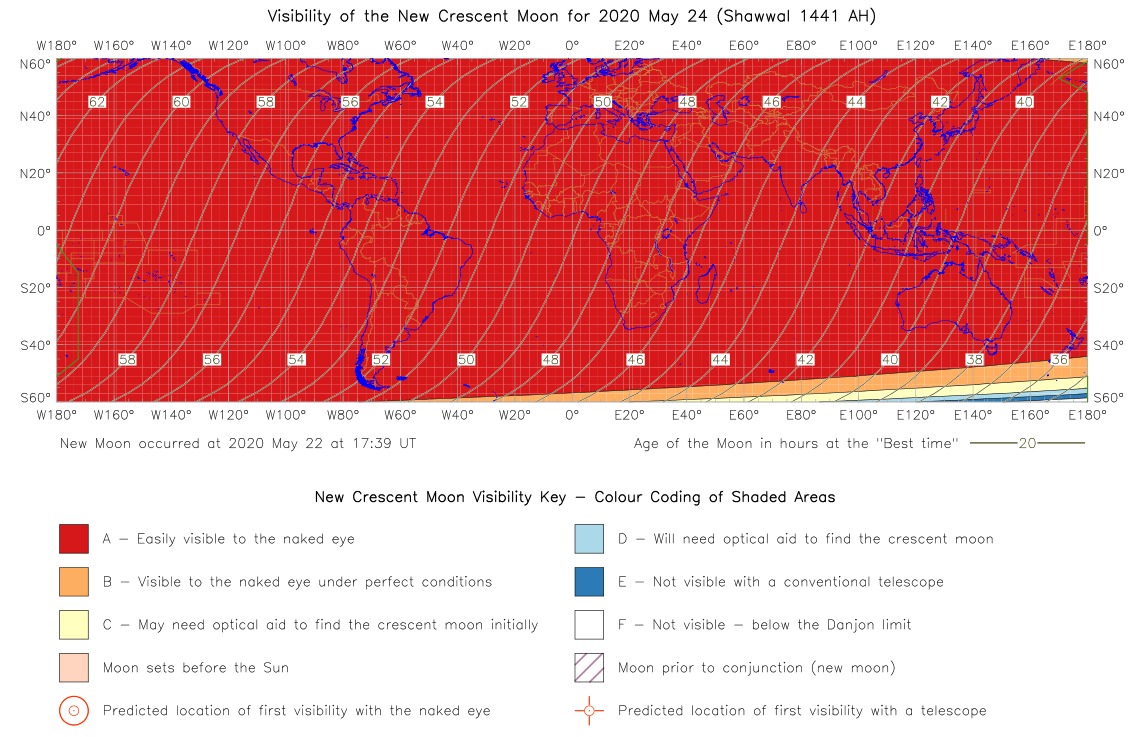 Visibility of the New Crescent Moon for 2020 May 24 (Shawwal 1441 AH)
W180° W160° W140° W120° W100° W80° W60° W40° W20° 0° E20° E40° E60° E80° E100° E120° E140° E160° E180°
N60° N60°
62 60 58 56 54 52 50 48 46 44 42 40
N40° N40°
N20° N20°
0° 0°
S20° S20°
S40° S40°
58 56 54 52 50 48 46 44 42 40 38 36
S60° S60°
W180° W160° W140° W120° W100° W80° W60° W40° W20° 0° E20° E40° E60° E80° E100° E120° E140° E160° E180°
New Moon occurred at 2020 May 22 at 17:39 UT
Age of the Moon in hours at the "Best time" 20
New Crescent Moon Visibility Key – Colour Coding of Shaded Areas
A – Easily visible to the naked eye
D – Will need optical aid to find the crescent moon
B – Visible to the naked eye under perfect conditions
E – Not visible with a conventional telescope
C – May need optical aid to find the crescent moon initially
F – Not visible – below the Danjon limit
Moon sets before the Sun
Moon prior to conjunction (new moon)
Predicted location of first visibility with the naked eye
Predicted location of first visibility with a telescope